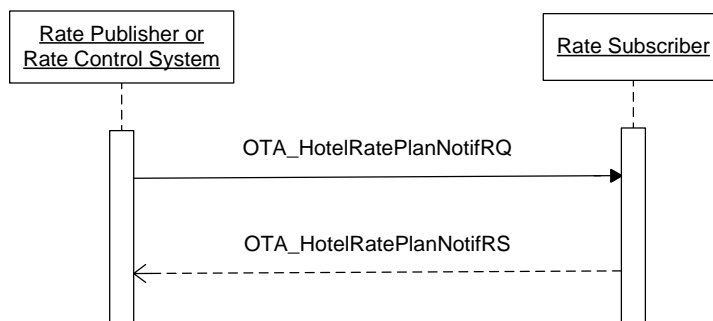 Rate Publisher or
Rate Control System
Rate Subscriber
OTA_HotelRatePlanNotifRQ
OTA_HotelRatePlanNotifRS